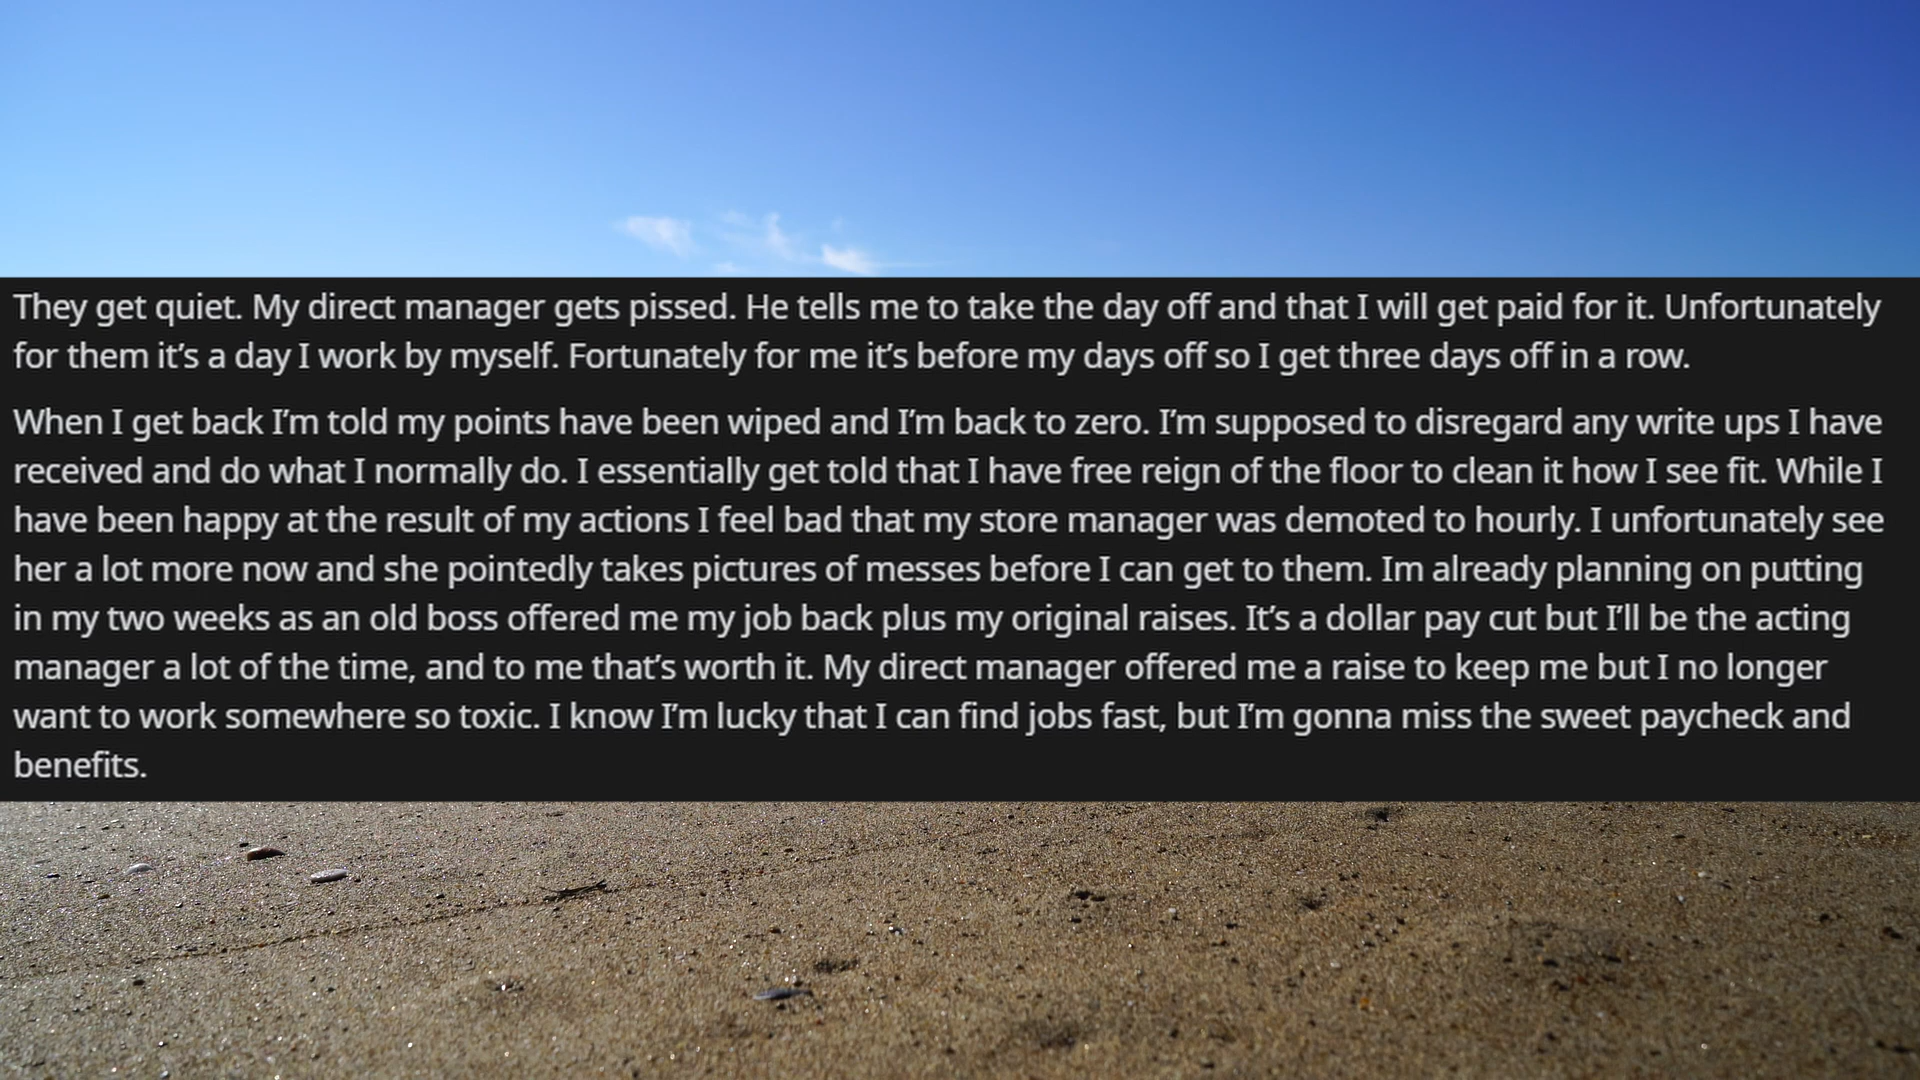 They get quiet. My direct manager gets pissed. He tells me to take the day off and that I will get paid for it. Unfortunately
for them it’s a day I work by myself. Fortunately for me it’s before my days off so I get three days off in a row.
When I get back I’m told my points have been wiped and I’m back to zero. I’m supposed to disregard any write ups I have
received and do what I normally do. I essentially get told that I have free reign of the floor to clean it how I see fit. While I
have been happy at the result of my actions I feel bad that my store manager was demoted to hourly. I unfortunately see
her a lot more now and she pointedly takes pictures of messes before I can get to them. Im already planning on putting
in my two weeks as an old boss offered me my job back plus my original raises. It’s a dollar pay cut but I’ll be the acting
manager a lot of the time, and to me that’s worth it. My direct manager offered me a raise to keep me but I no longer
want to work somewhere so toxic. I know I’m lucky that I can find jobs fast, but I’m gonna miss the sweet paycheck and
benefits.